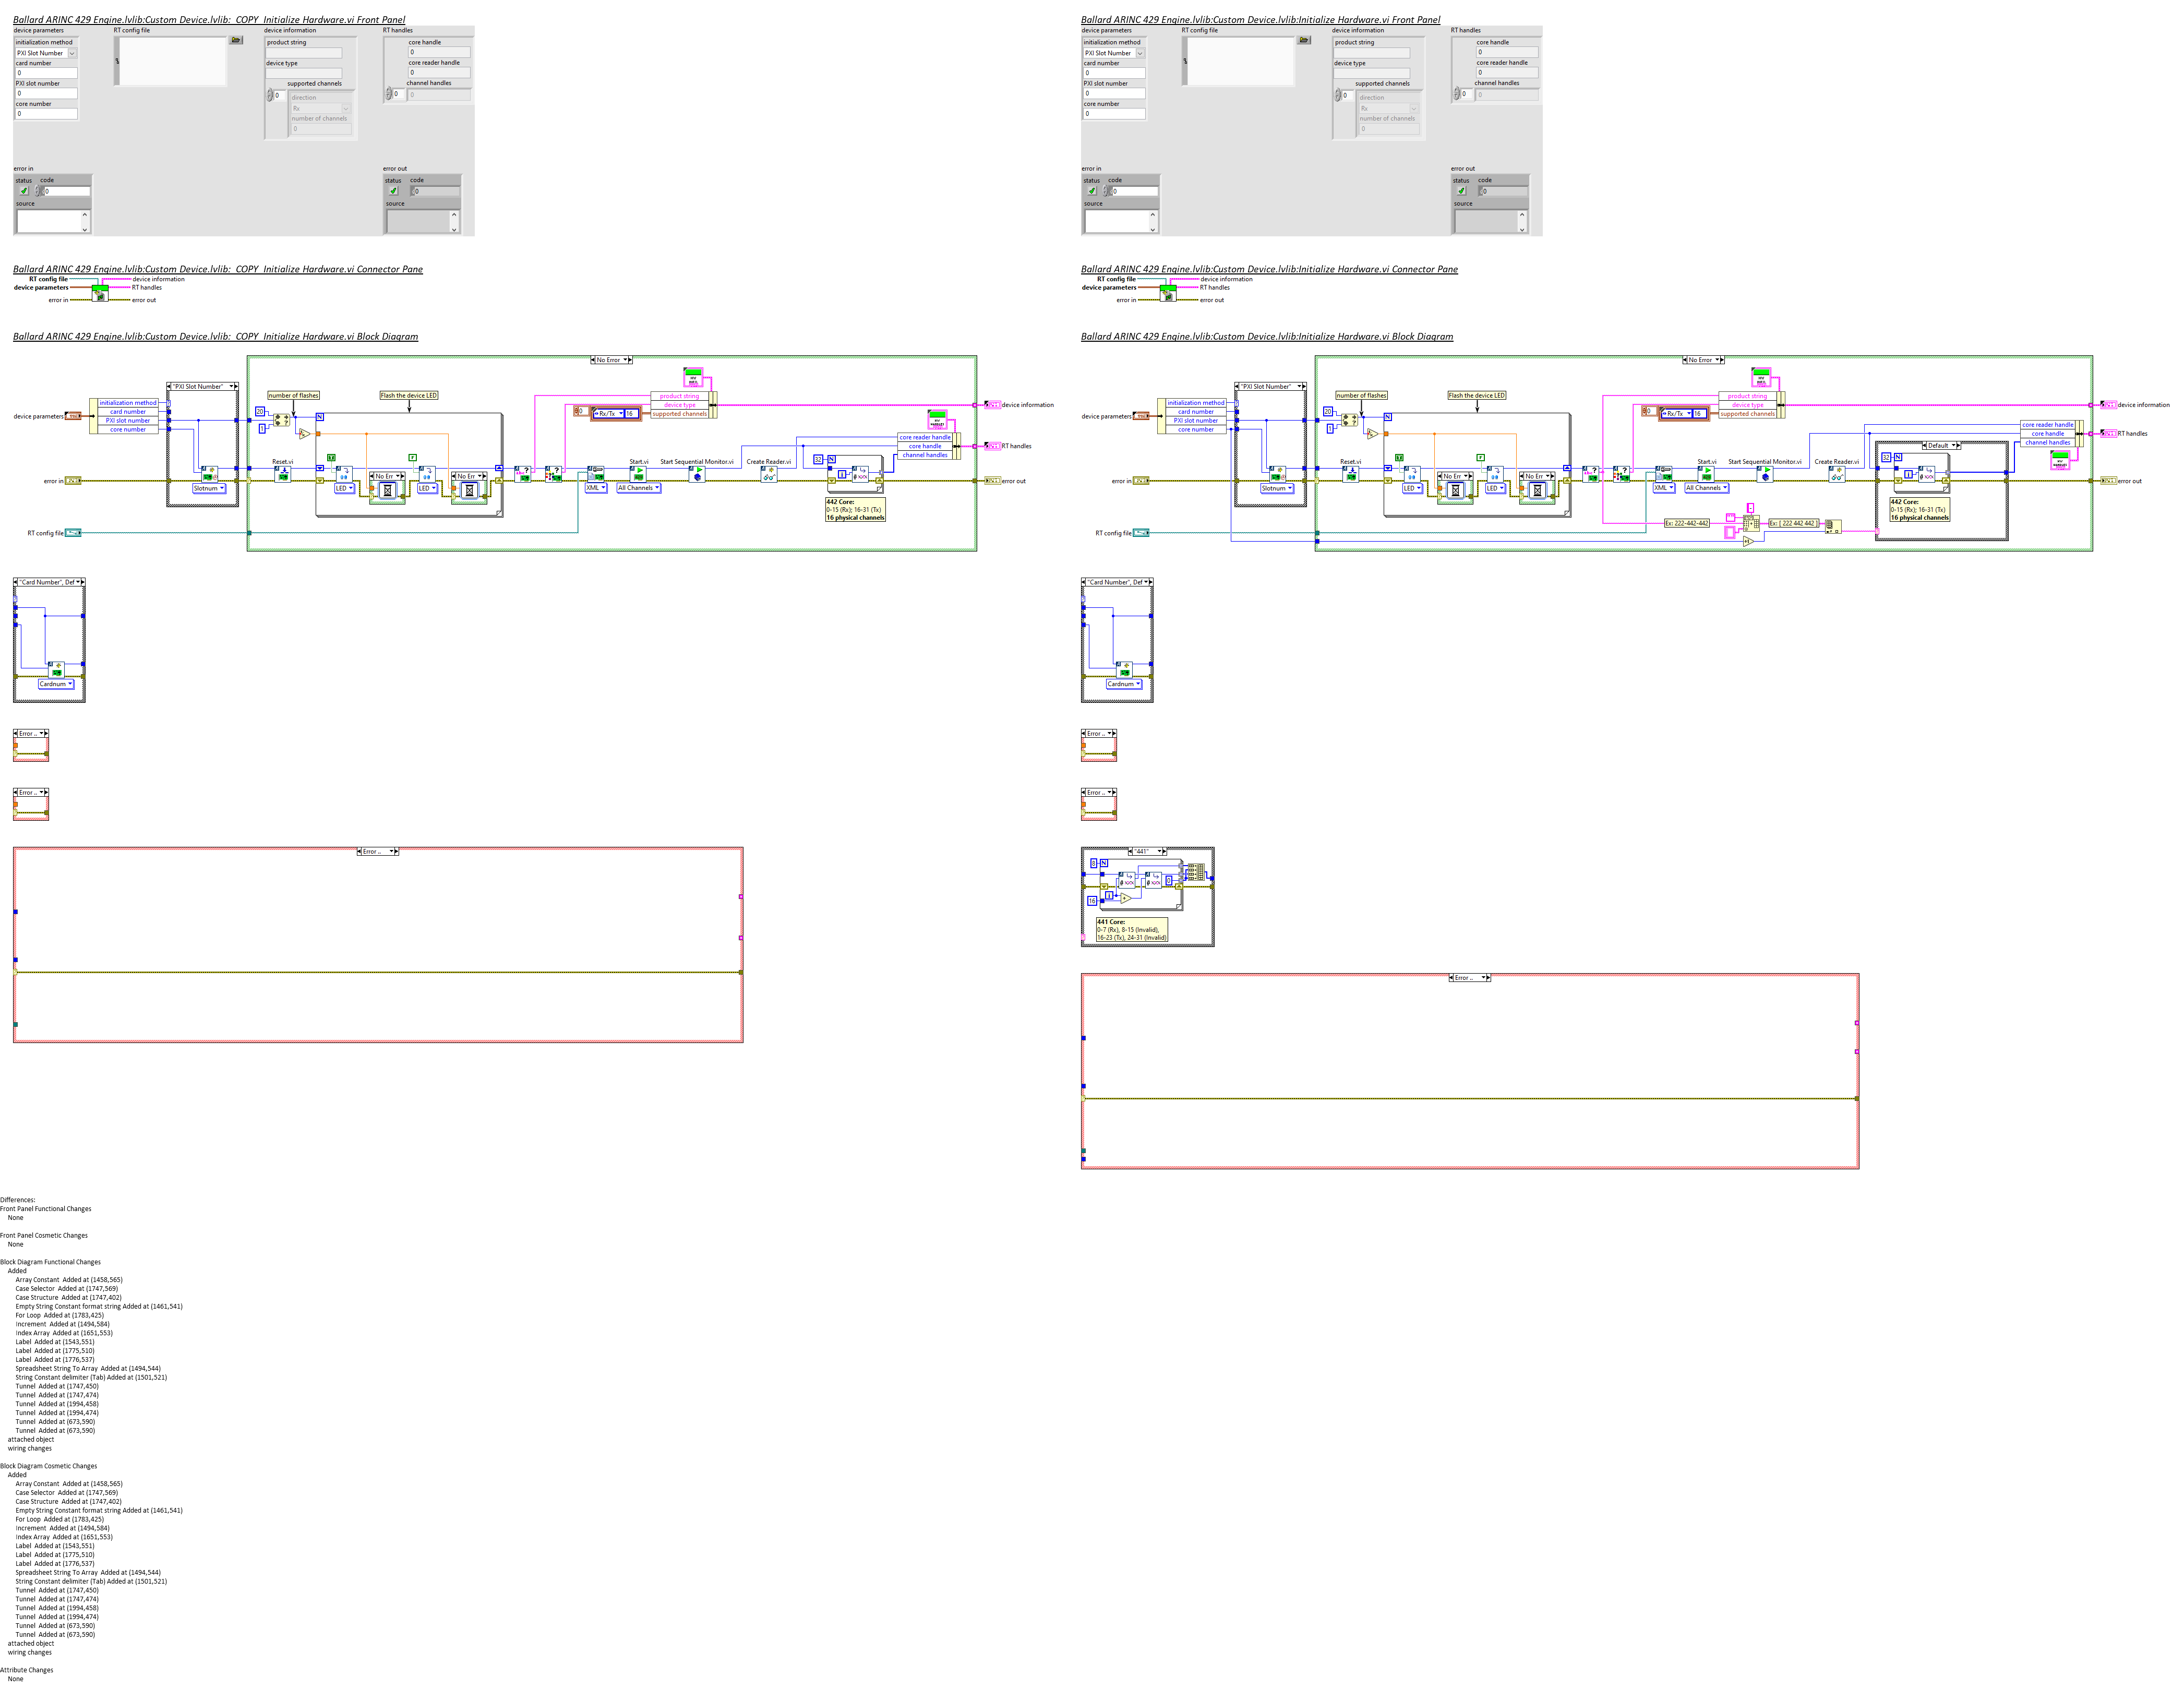 Ballard ARINC 429 Engine.lvlib:Custom Device.lvlib:  COPY  Initialize Hardware.vi Front Panel
device parameters
RT config file
device information
RT handles
initialization method
PXI Slot Number
card number
0
PXI slot number
0
core number
0
product string
device type
supported channels
0
direction
Rx
number of channels
0
core handle
0
core reader handle
0
channel handles
0
0
error in
status code
0
source
error out
status code
0
source
Ballard ARINC 429 Engine.lvlib:Custom Device.lvlib:  COPY  Initialize Hardware.vi Connector Pane
RT config file
device parameters
error in
device information
RT handles
error out
Ballard ARINC 429 Engine.lvlib:Custom Device.lvlib:  COPY  Initialize Hardware.vi Block Diagram
device parameters
initialization method
card number
PXI slot number
core number
"PXI Slot Number"
Slotnum
error in
RT config file
No Error
number of flashes
20
1
Flash the device LED
N
Reset.vi
T
LED
No Err
F
LED
No Err
XML
Start.vi
All Channels
Start Sequential Monitor.vi
Create Reader.vi
0
Rx/Tx
16
product string
device type
supported channels
core reader handle
core handle
channel handles
32
N
i
442 Core:
0-15 (Rx); 16-31 (Tx)
16 physical channels
device information
RT handles
error out
"Card Number", Def
Cardnum
Error ..
Error ..
Error ..
Ballard ARINC 429 Engine.lvlib:Custom Device.lvlib:Initialize Hardware.vi Front Panel
device parameters
RT config file
device information
RT handles
initialization method
PXI Slot Number
card number
0
PXI slot number
0
core number
0
product string
device type
supported channels
0
direction
Rx
number of channels
0
core handle
0
core reader handle
0
channel handles
0
0
error in
status code
0
source
error out
status code
0
source
Ballard ARINC 429 Engine.lvlib:Custom Device.lvlib:Initialize Hardware.vi Connector Pane
RT config file
device parameters
error in
device information
RT handles
error out
Ballard ARINC 429 Engine.lvlib:Custom Device.lvlib:Initialize Hardware.vi Block Diagram
device parameters
initialization method
card number
PXI slot number
core number
"PXI Slot Number"
Slotnum
error in
RT config file
No Error
number of flashes
20
1
Flash the device LED
N
Reset.vi
T
LED
No Err
F
LED
No Err
XML
Start.vi
All Channels
Start Sequential Monitor.vi
Create Reader.vi
0
Rx/Tx
16
product string
device type
supported channels
core reader handle
core handle
channel handles
Default
32
N
i
442 Core:
0-15 (Rx); 16-31 (Tx)
16 physical channels
Ex: 222-442-442
-
Ex: [ 222 442 442 ]
+1
device information
RT handles
error out
"Card Number", Def
Cardnum
Error ..
Error ..
"441"
8
N
i
16
0
441 Core:
0-7 (Rx), 8-15 (Invalid),
16-23 (Tx), 24-31 (Invalid)
Error ..
Differences:
Front Panel Functional Changes
None
Front Panel Cosmetic Changes
None
Block Diagram Functional Changes
Added
Array Constant  Added at (1458,565)
Case Selector  Added at (1747,569)
Case Structure  Added at (1747,402)
Empty String Constant format string Added at (1461,541)
For Loop  Added at (1783,425)
Increment  Added at (1494,584)
Index Array  Added at (1651,553)
Label  Added at (1543,551)
Label  Added at (1775,510)
Label  Added at (1776,537)
Spreadsheet String To Array  Added at (1494,544)
String Constant delimiter (Tab) Added at (1501,521)
Tunnel  Added at (1747,450)
Tunnel  Added at (1747,474)
Tunnel  Added at (1994,458)
Tunnel  Added at (1994,474)
Tunnel  Added at (673,590)
Tunnel  Added at (673,590)
attached object
wiring changes
Block Diagram Cosmetic Changes
Added
Array Constant  Added at (1458,565)
Case Selector  Added at (1747,569)
Case Structure  Added at (1747,402)
Empty String Constant format string Added at (1461,541)
For Loop  Added at (1783,425)
Increment  Added at (1494,584)
Index Array  Added at (1651,553)
Label  Added at (1543,551)
Label  Added at (1775,510)
Label  Added at (1776,537)
Spreadsheet String To Array  Added at (1494,544)
String Constant delimiter (Tab) Added at (1501,521)
Tunnel  Added at (1747,450)
Tunnel  Added at (1747,474)
Tunnel  Added at (1994,458)
Tunnel  Added at (1994,474)
Tunnel  Added at (673,590)
Tunnel  Added at (673,590)
attached object
wiring changes
Attribute Changes
None